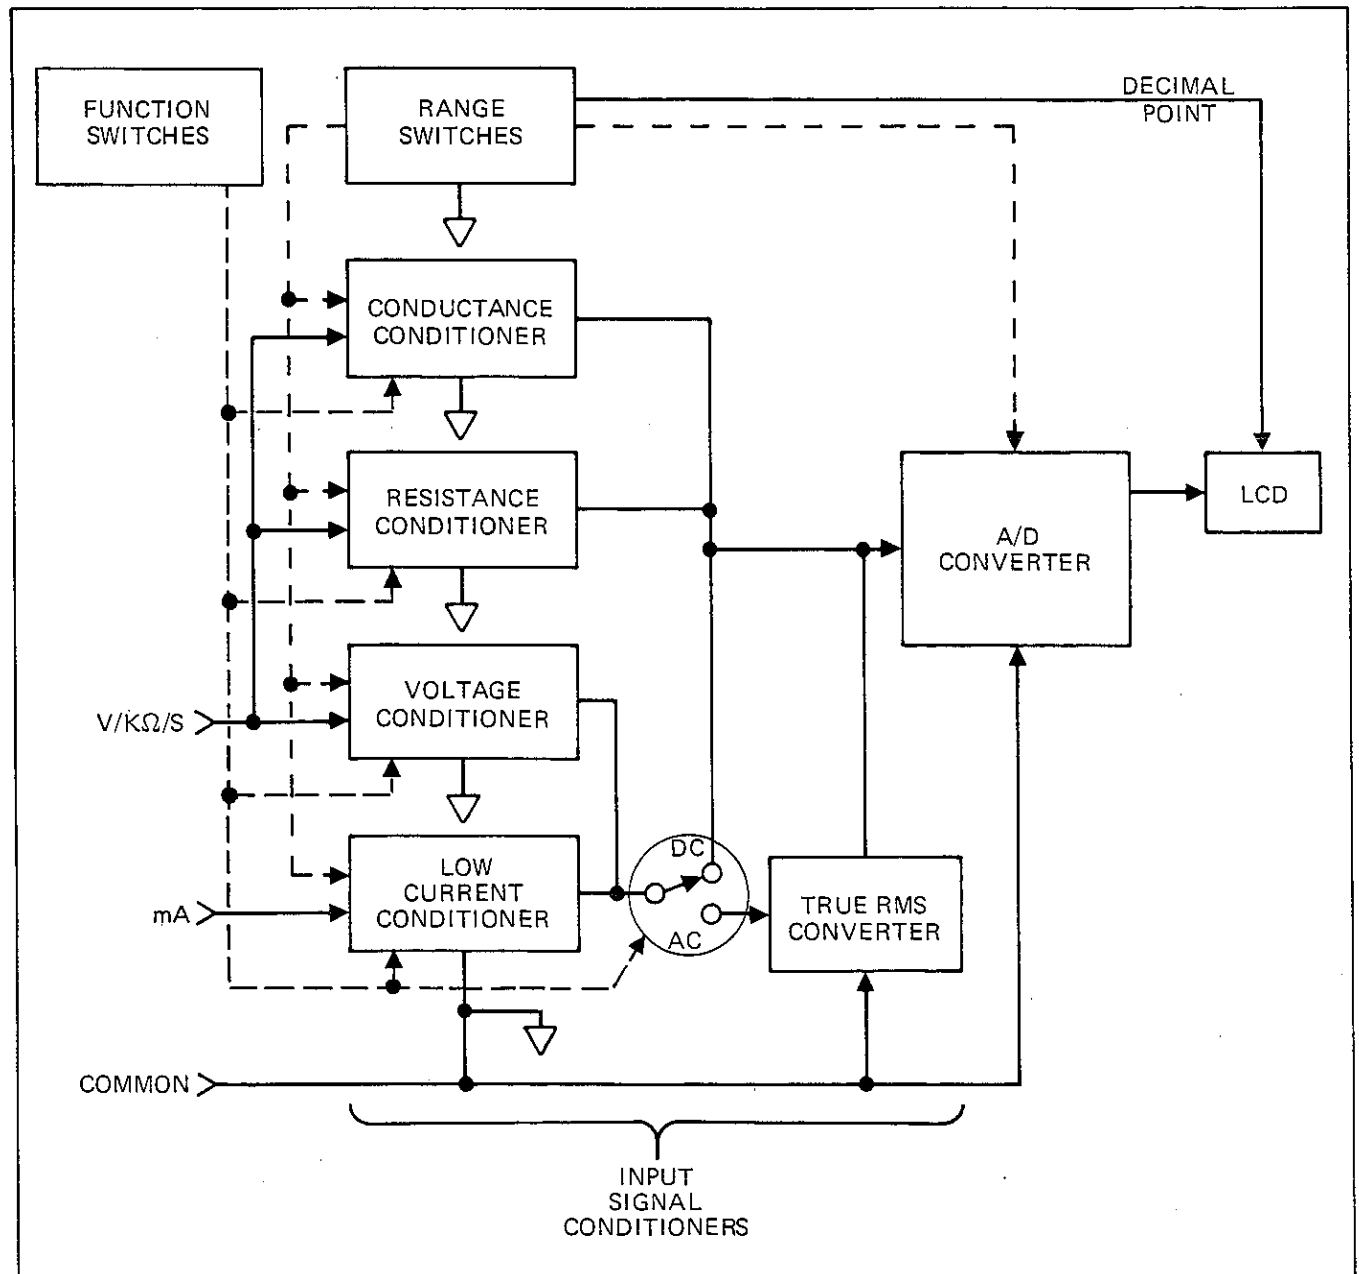 FUNCTION
SWITCHES
RANGE
SWITCHES
DECIMAL
POINT
CONDUCTANCE
CONDITIONER
RESISTANCE
CONDITIONER
A/D
CONVERTER
LCD
V/KΩ/S
VOLTAGE
CONDITIONER
mA
LOW
CURRENT
CONDITIONER
DC
AC
TRUE RMS
CONVERTER
COMMON
INPUT
SIGNAL
CONDITIONERS